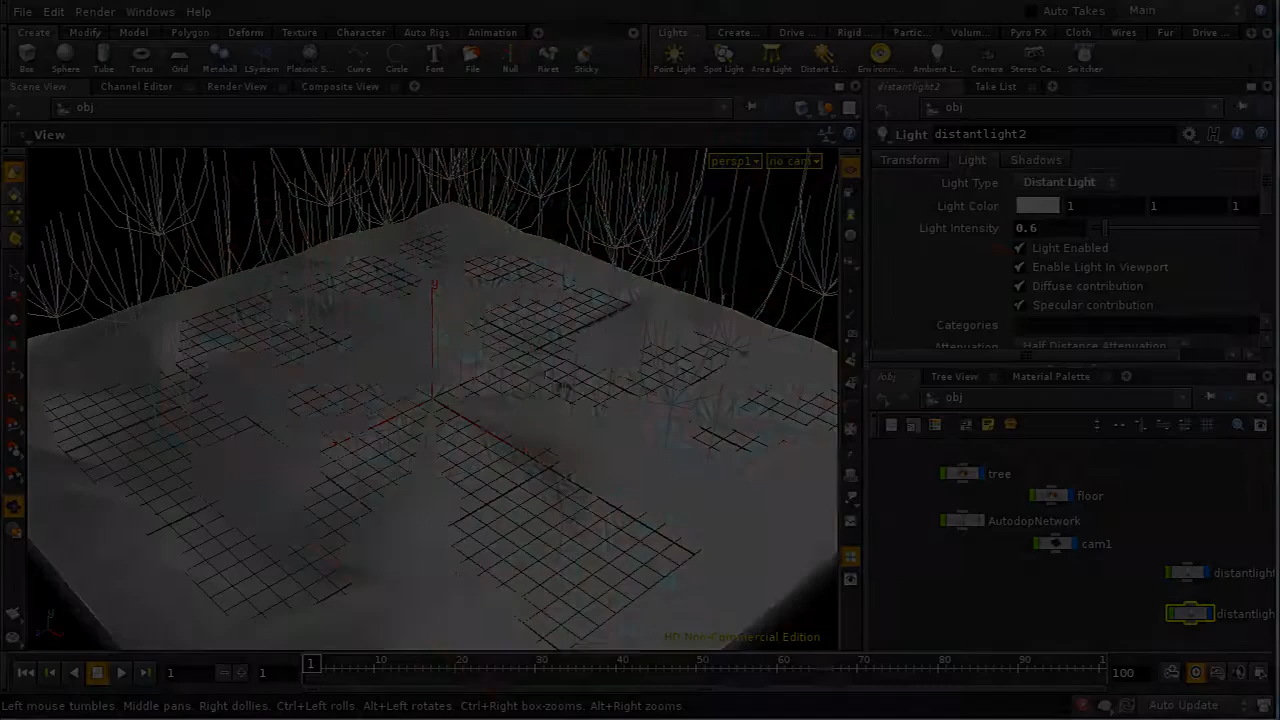 File Edit Render Windows Help Auto Takes Main
Create Modify Model Polygon Deform Texture Character Auto Rigs Animation Lights ... Create... Drive ... Rigid ... Partic... Volum... Pyro FX Cloth Wires Fur Drive ...
Box Sphere Tube Torus Grid Metaball LSystem Platonic S... Curve Circle Font File Null Rivet Sticky Point Light Spot Light Area Light Distant Li... Environm... Ambient L... Camera Stereo Ca... Switcher
Scene View Channel Editor Render View Composite View distantlight2 Take List
obj obj
View Light distantlight2
persp1 no cam
Transform Light Shadows
Light Type Distant Light
Light Color 1 1 1
Light Intensity 0.6
Light Enabled
Enable Light In Viewport
Diffuse contribution
Specular contribution
Categories
Attenuation Half Distance Attenuation
y
/obj Tree View Material Palette
obj
tree
floor
AutodopNetwork
cam1
distantlight
distantligh
HD Non-Commercial Edition
1 1 1 10 20 30 40 50 60 70 80 90 1 100
Left mouse tumbles. Middle pans. Right dollies. Ctrl+Left rolls. Alt+Left rotates. Ctrl+Right box-zooms. Alt+Right zooms. Auto Update